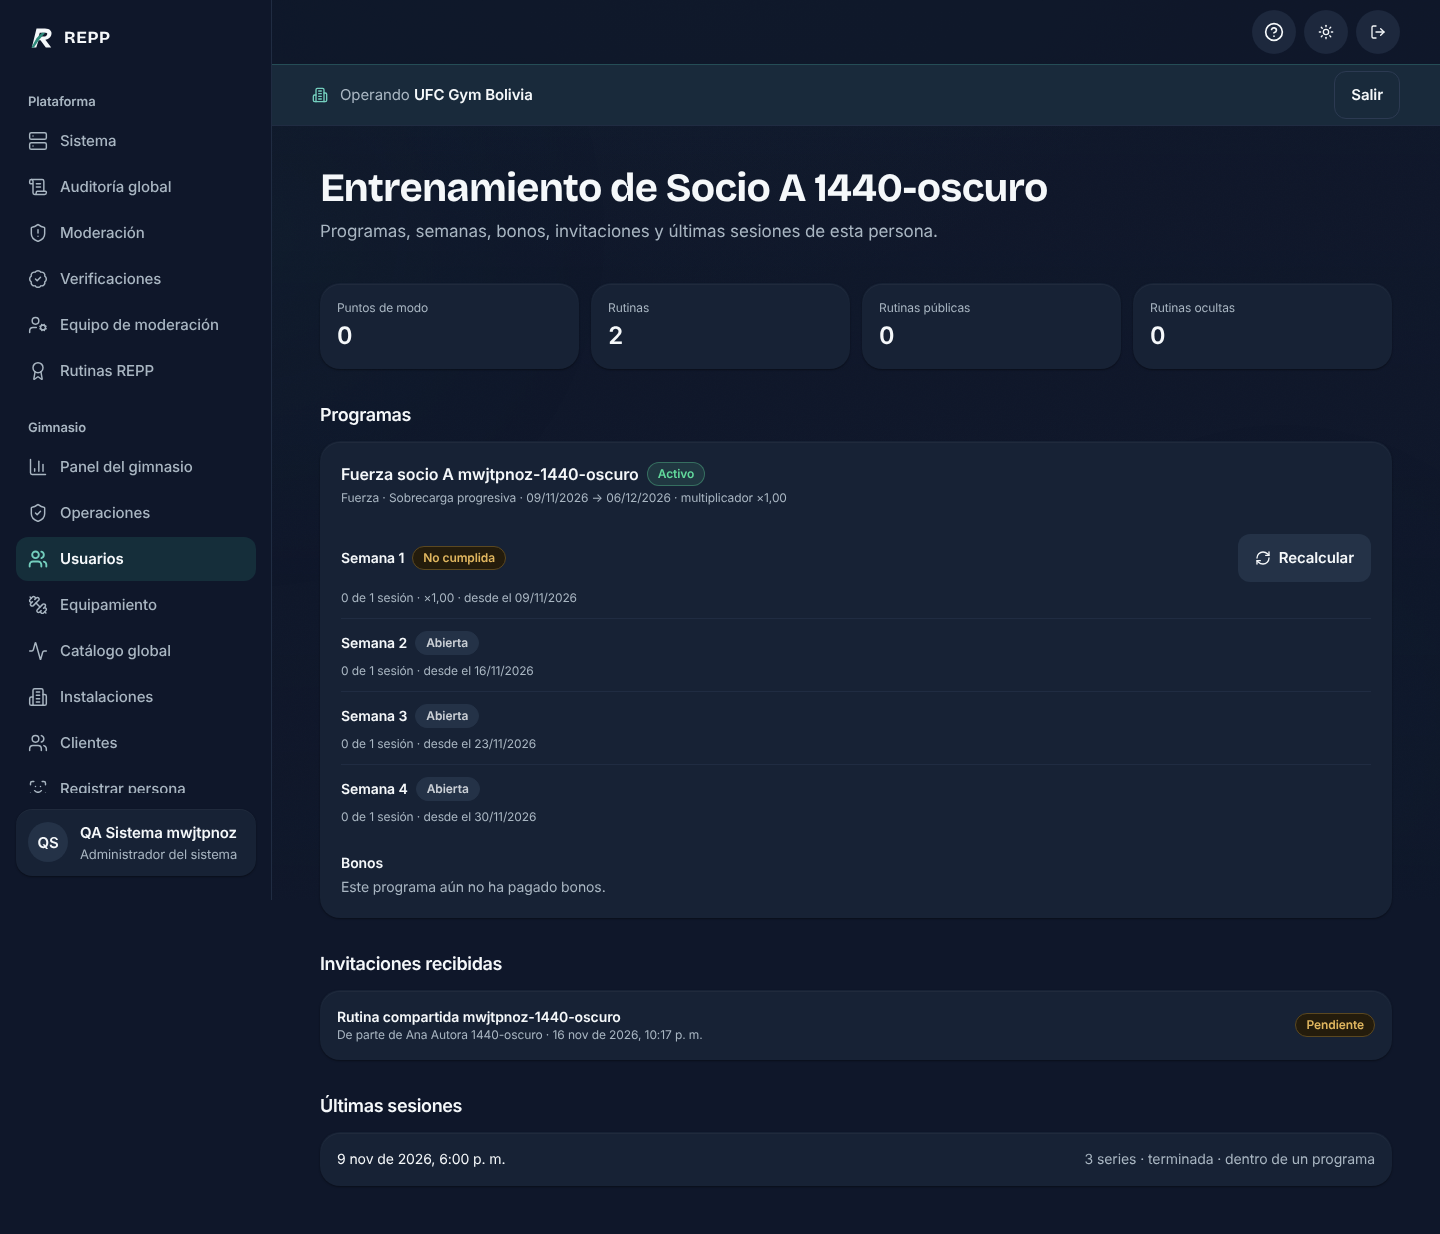 REPP
Plataforma
Sistema
Auditoría global
Moderación
Verificaciones
Equipo de moderación
Rutinas REPP
Gimnasio
Panel del gimnasio
Operaciones
Usuarios
Equipamiento
Catálogo global
Instalaciones
Clientes
Registrar persona
QS
QA Sistema mwjtpnoz
Administrador del sistema
Operando UFC Gym Bolivia
Salir
Entrenamiento de Socio A 1440-oscuro
Programas, semanas, bonos, invitaciones y últimas sesiones de esta persona.
Puntos de modo
0
Rutinas
2
Rutinas públicas
0
Rutinas ocultas
0
Programas
Fuerza socio A mwjtpnoz-1440-oscuro Activo
Fuerza · Sobrecarga progresiva · 09/11/2026 → 06/12/2026 · multiplicador ×1,00
Semana 1 No cumplida
Recalcular
0 de 1 sesión · ×1,00 · desde el 09/11/2026
Semana 2 Abierta
0 de 1 sesión · desde el 16/11/2026
Semana 3 Abierta
0 de 1 sesión · desde el 23/11/2026
Semana 4 Abierta
0 de 1 sesión · desde el 30/11/2026
Bonos
Este programa aún no ha pagado bonos.
Invitaciones recibidas
Rutina compartida mwjtpnoz-1440-oscuro
De parte de Ana Autora 1440-oscuro · 16 nov de 2026, 10:17 p. m.
Pendiente
Últimas sesiones
9 nov de 2026, 6:00 p. m.
3 series · terminada · dentro de un programa